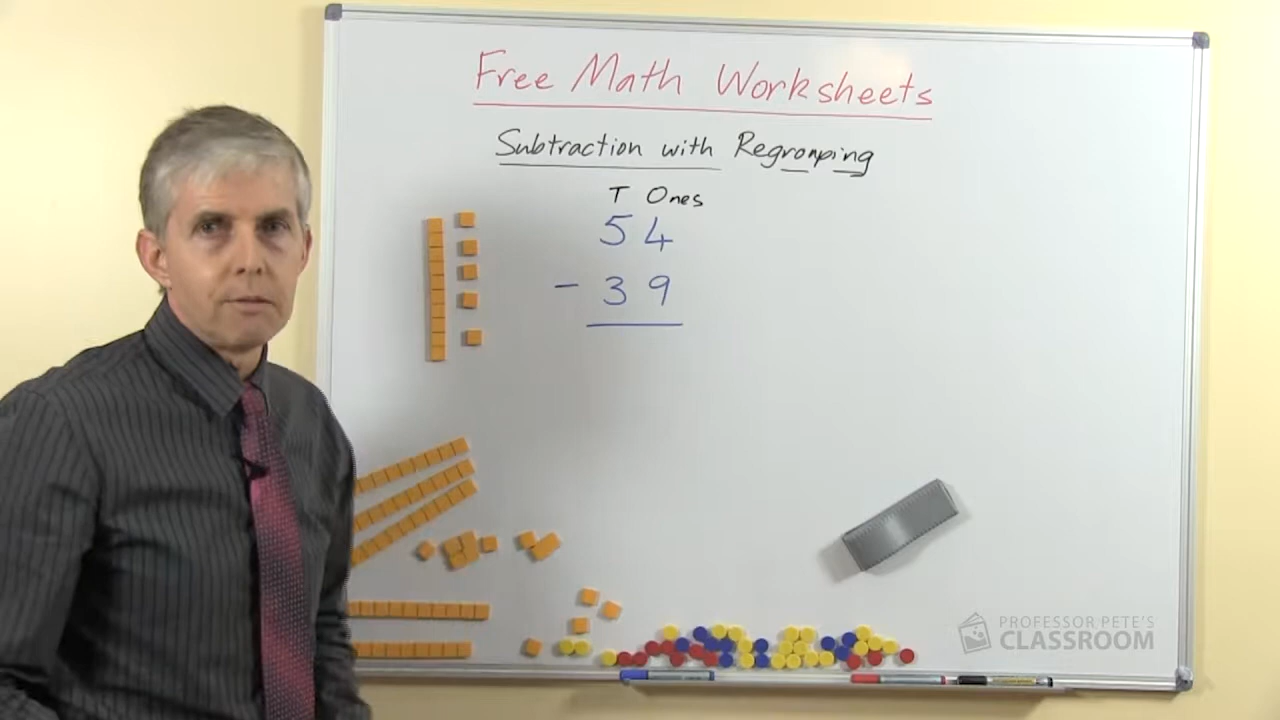 Free Math Worksheets
Subtraction with Regrouping
T Ones
54
- 39
PROFESSOR PETE'S
CLASSROOM